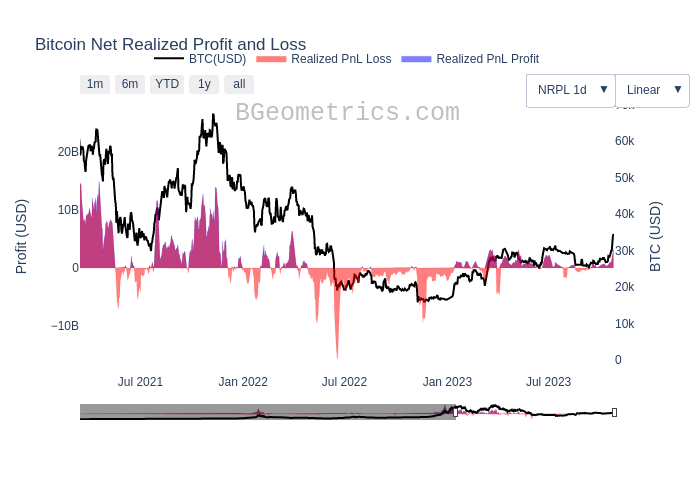 Bitcoin Net Realized Profit and Loss
BTC(USD) Realized PnL Loss Realized PnL Profit
1m 6m YTD 1y all
NRPL 1d ▼ Linear ▼
BGeometrics.com
20B
10B
0
−10B
Profit (USD)
60k
50k
40k
30k
20k
10k
0
BTC (USD)
Jul 2021 Jan 2022 Jul 2022 Jan 2023 Jul 2023